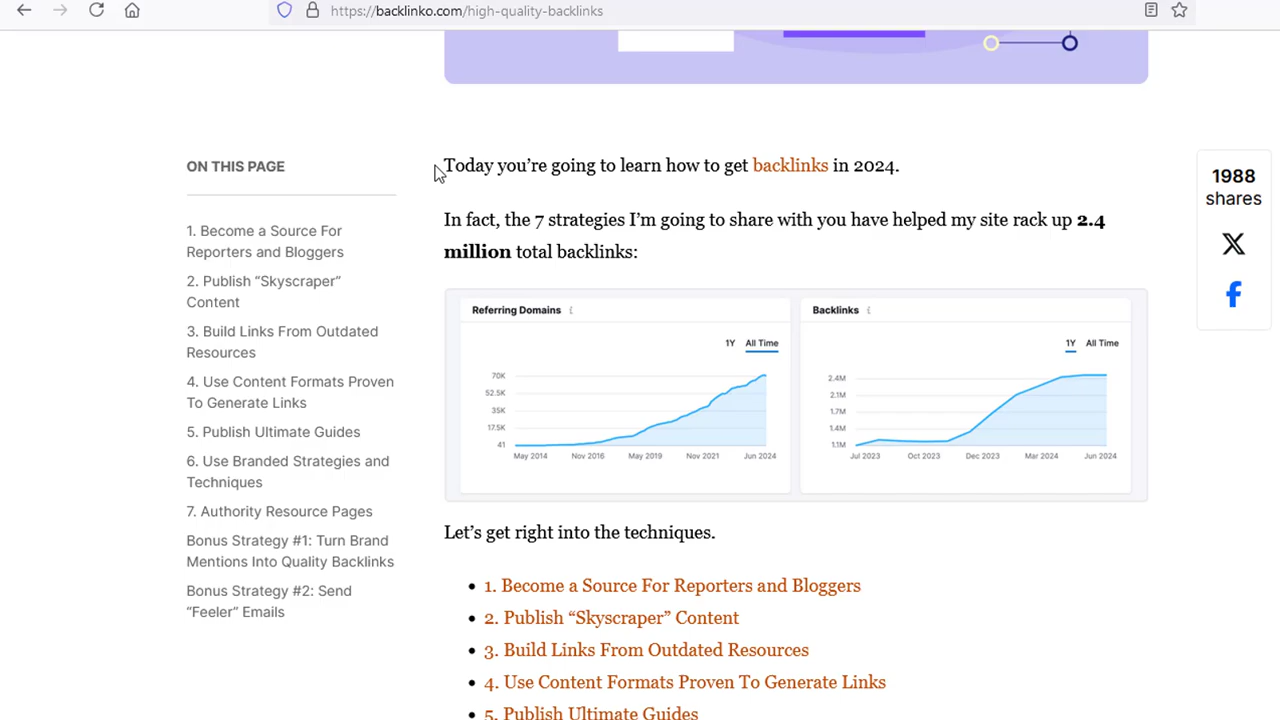 https://backlinko.com/high-quality-backlinks
ON THIS PAGE
1. Become a Source For
Reporters and Bloggers
2. Publish “Skyscraper”
Content
3. Build Links From Outdated
Resources
4. Use Content Formats Proven
To Generate Links
5. Publish Ultimate Guides
6. Use Branded Strategies and
Techniques
7. Authority Resource Pages
Bonus Strategy #1: Turn Brand
Mentions Into Quality Backlinks
Bonus Strategy #2: Send
“Feeler” Emails
Today you’re going to learn how to get backlinks in 2024.
In fact, the 7 strategies I’m going to share with you have helped my site rack up 2.4
million total backlinks:
Referring Domains i
1Y All Time
70K
52.5K
35K
17.5K
41
May 2014 Nov 2016 May 2019 Nov 2021 Jun 2024
Backlinks i
1Y All Time
2.4M
2.1M
1.7M
1.4M
1.1M
Jul 2023 Oct 2023 Dec 2023 Mar 2024 Jun 2024
Let’s get right into the techniques.
• 1. Become a Source For Reporters and Bloggers
• 2. Publish “Skyscraper” Content
• 3. Build Links From Outdated Resources
• 4. Use Content Formats Proven To Generate Links
• 5. Publish Ultimate Guides
1988
shares